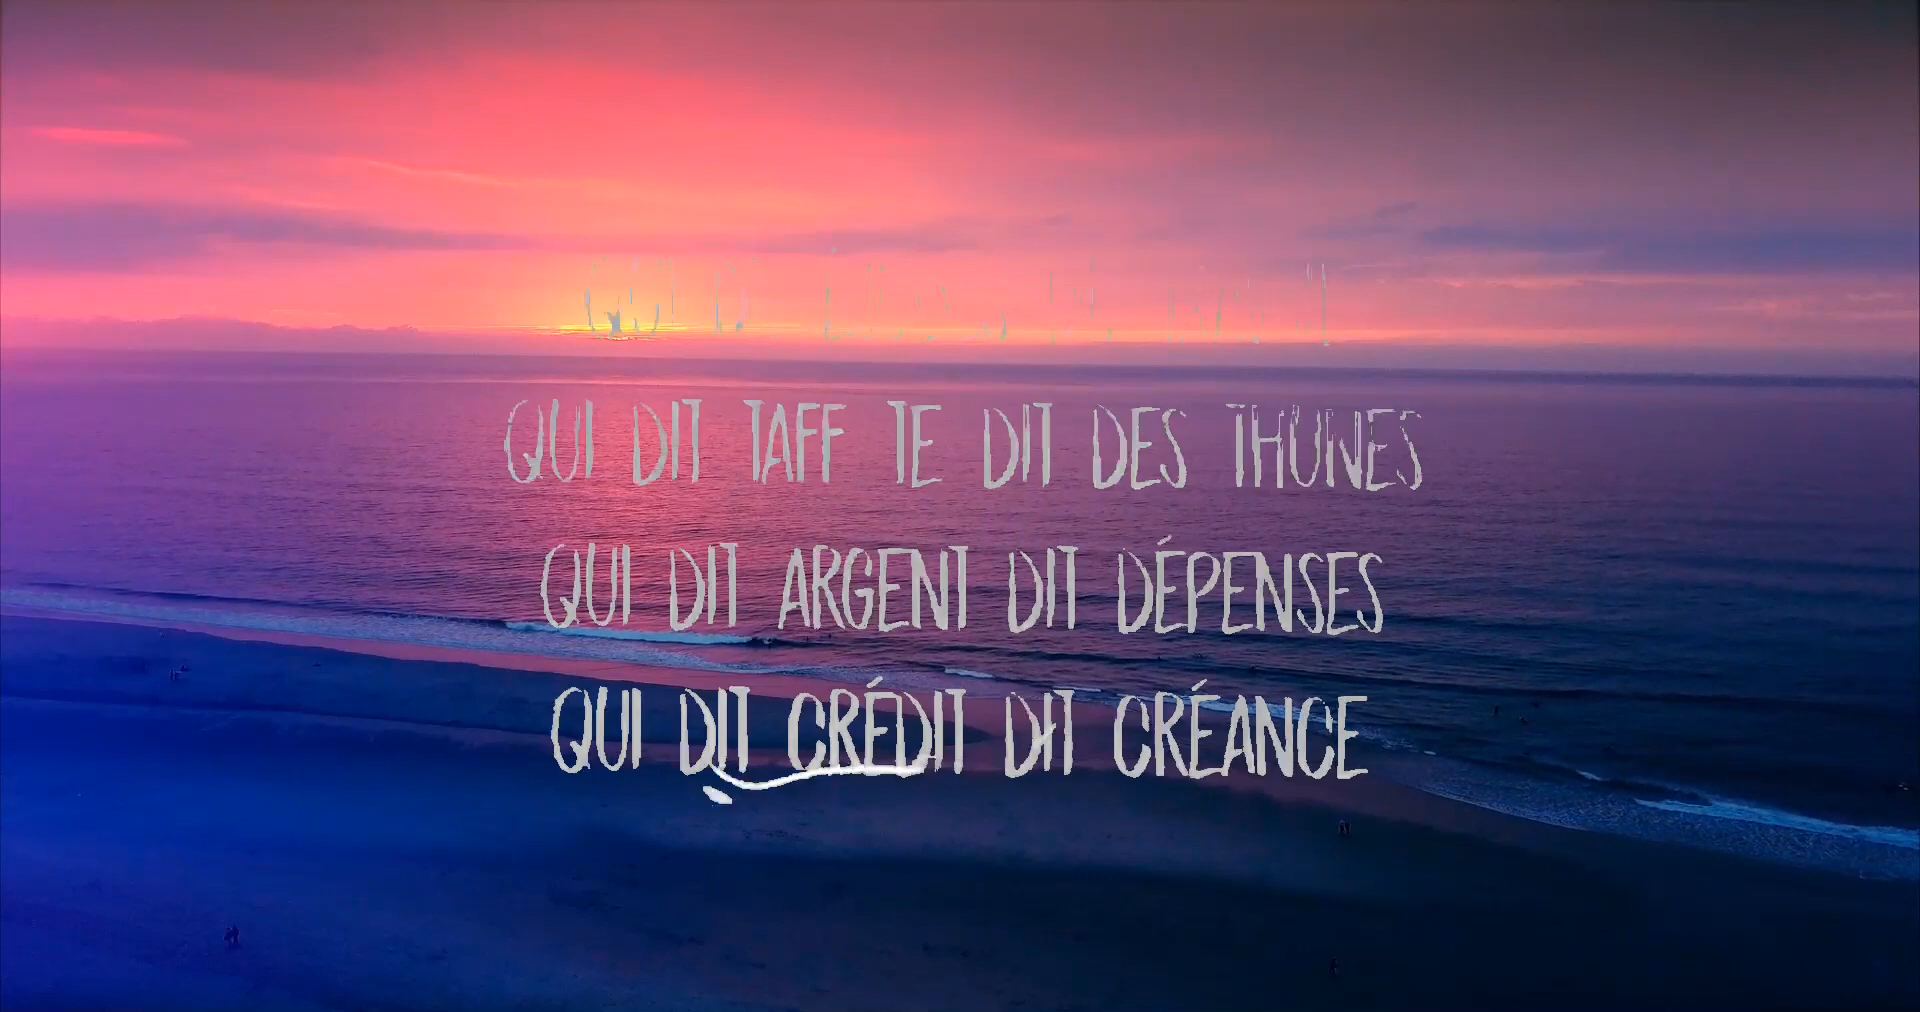 QUI DIT TAFF TE DIT DES THUNES
QUI DIT ARGENT DIT DÉPENSES
QUI DIT CRÉDIT DIT CRÉANCE